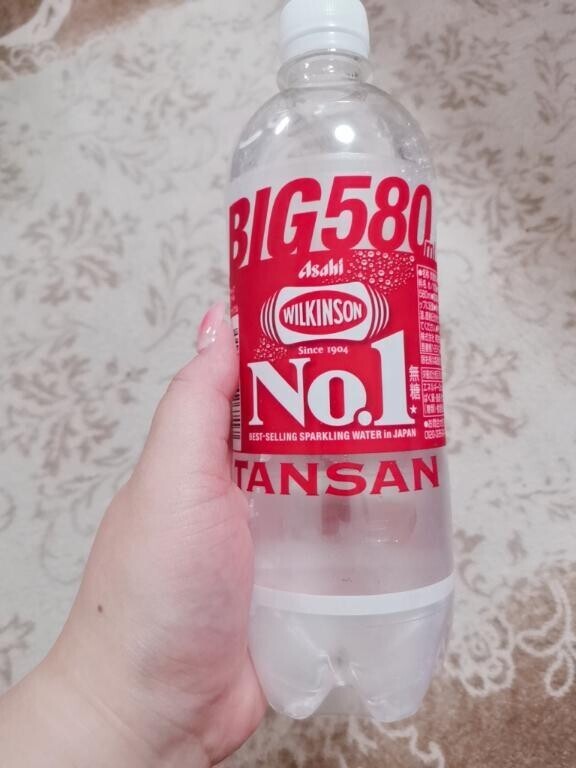 BIG580ml
Asahi
WILKINSON
Since 1904
No.1
無糖★
BEST-SELLING SPARKLING WATER in JAPAN
TANSAN